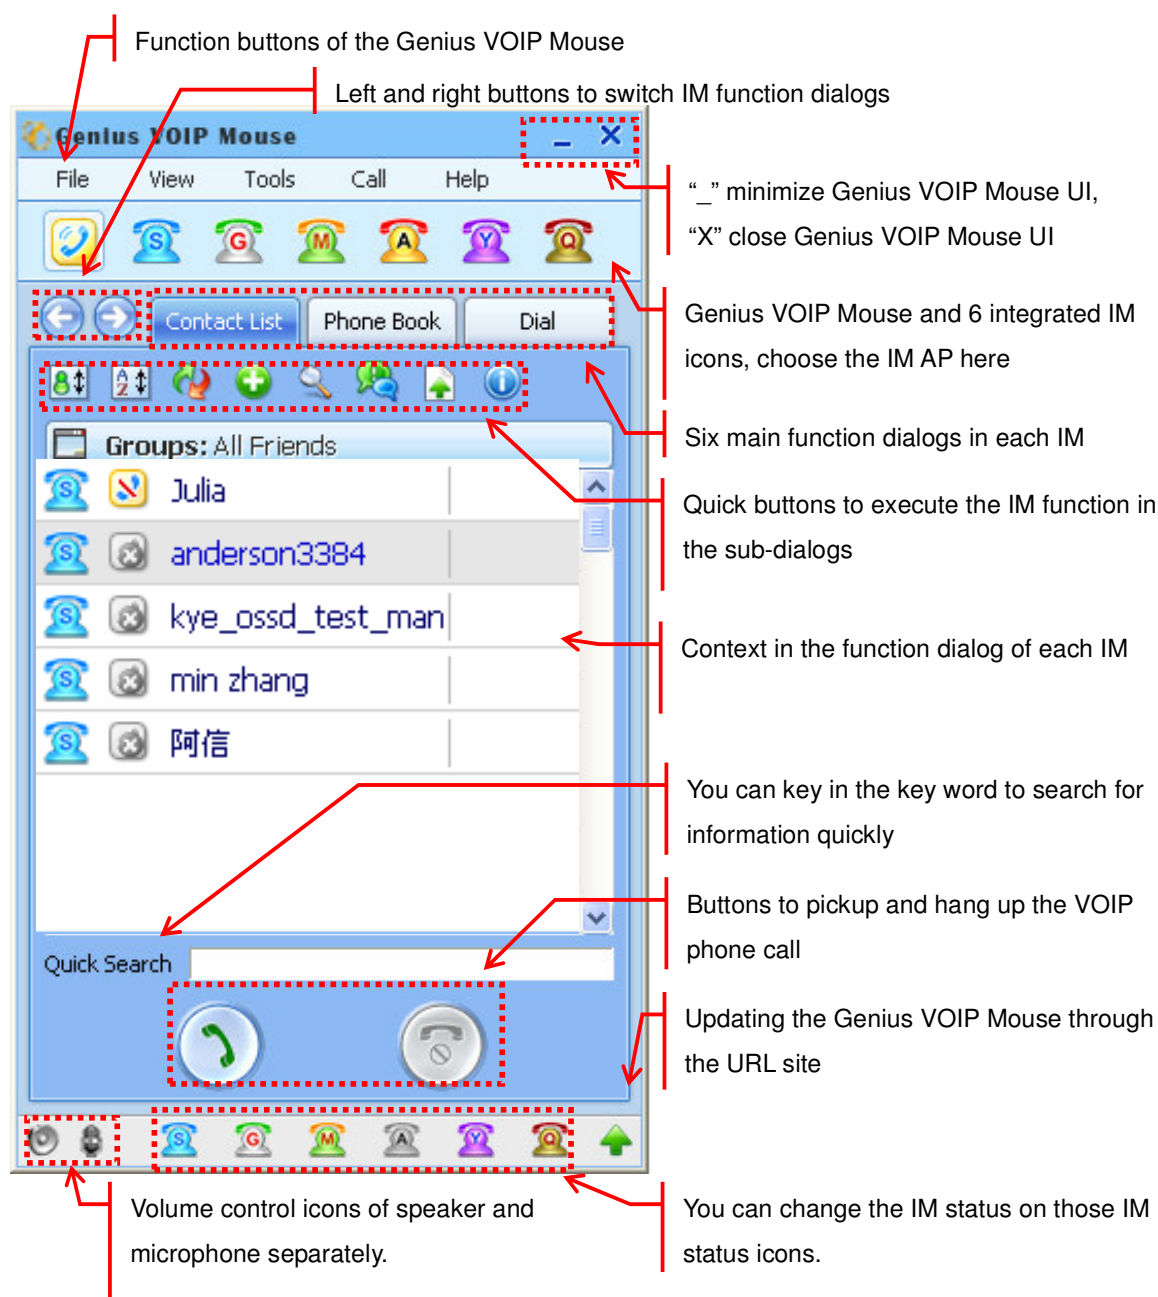 Function buttons of the Genius VOIP Mouse
Left and right buttons to switch IM function dialogs
Genius VOIP Mouse
_ X
File View Tools Call Help
“_” minimize Genius VOIP Mouse UI,
“X” close Genius VOIP Mouse UI
S G M A Y Q
Genius VOIP Mouse and 6 integrated IM
icons, choose the IM AP here
Contact List Phone Book Dial
8 A Z i
Six main function dialogs in each IM
Groups: All Friends
Quick buttons to execute the IM function in
the sub-dialogs
S Julia
S anderson3384
S kye_ossd_test_man
Context in the function dialog of each IM
S min zhang
S 阿信
You can key in the key word to search for
information quickly
Buttons to pickup and hang up the VOIP
phone call
Quick Search
Updating the Genius VOIP Mouse through
the URL site
S G M A Y Q
Volume control icons of speaker and
microphone separately.
You can change the IM status on those IM
status icons.